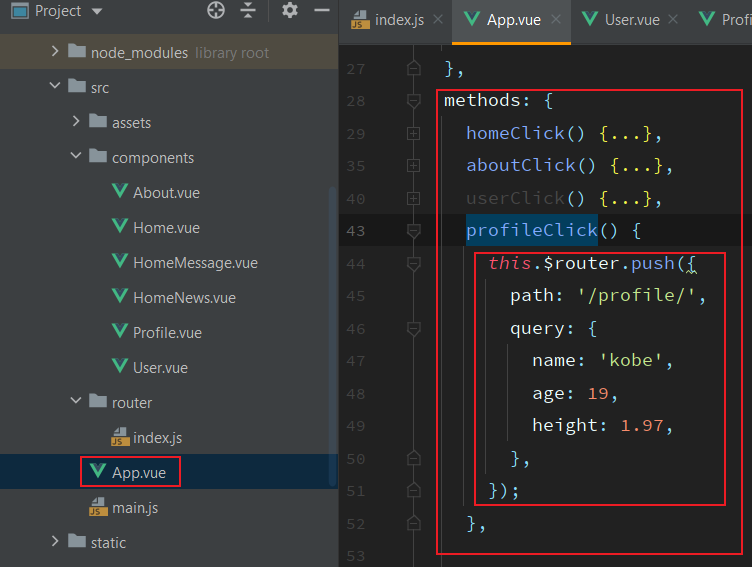 Project
node_modules library root
src
assets
components
About.vue
Home.vue
HomeMessage.vue
HomeNews.vue
Profile.vue
User.vue
router
index.js
App.vue
main.js
static
index.js App.vue User.vue Profi
27 },
28 methods: {
29 homeClick() {...},
35 aboutClick() {...},
40 userClick() {...},
43 profileClick() {
44 this.$router.push({
45 path: '/profile/',
46 query: {
47 name: 'kobe',
48 age: 19,
49 height: 1.97,
50 },
51 });
52 },
53